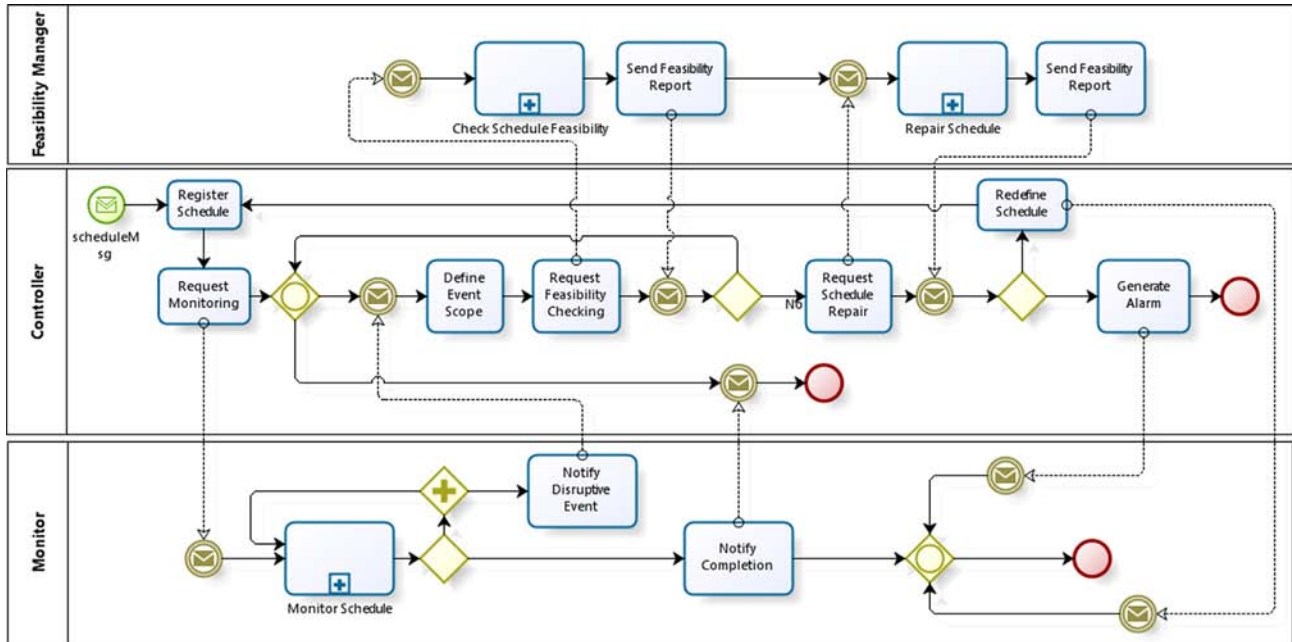 Feasibility Manager
Send Feasibility
Report
Check Schedule Feasibility
Repair Schedule
Send Feasibility
Report
Controller
scheduleM
sg
Register
Schedule
Request
Monitoring
Define
Event
Scope
Request
Feasibility
Checking
No
Request
Schedule
Repair
Redefine
Schedule
Generate
Alarm
Monitor
Monitor Schedule
Notify
Disruptive
Event
Notify
Completion